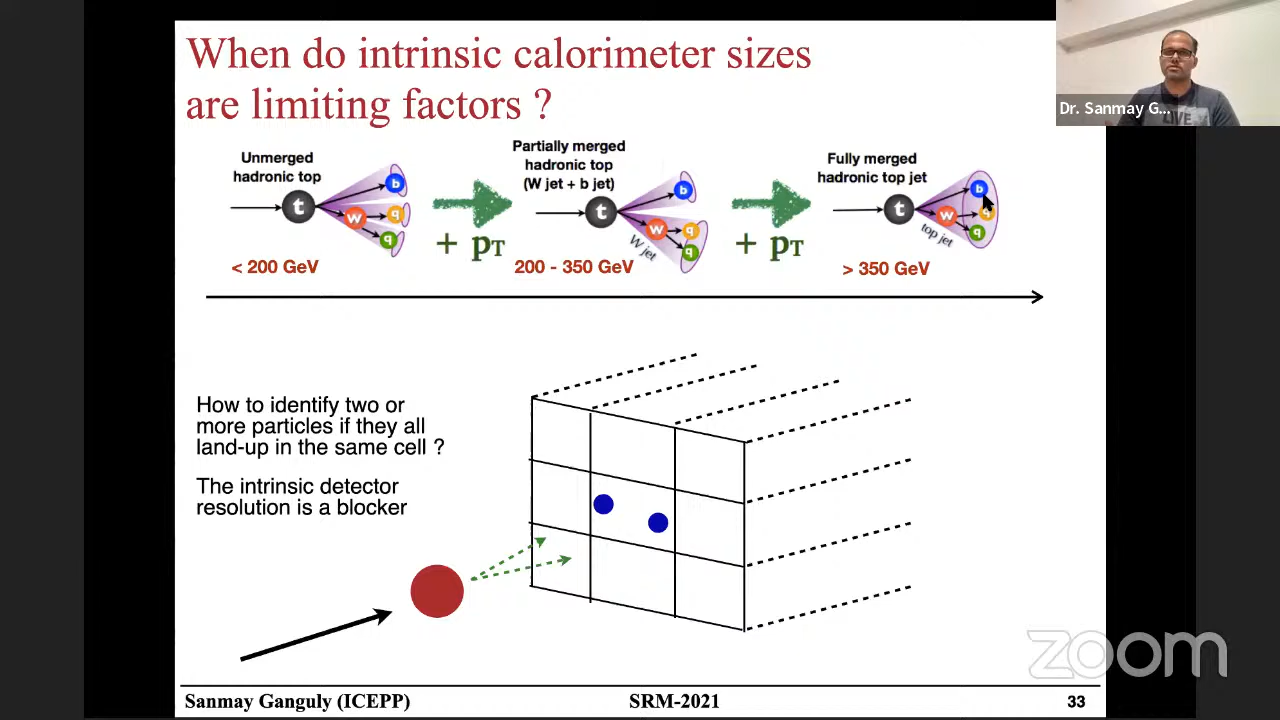 When do intrinsic calorimeter sizes
are limiting factors ?
Dr. Sanmay G...
LIVE
Unmerged
hadronic top
t
b
W
q
q
< 200 GeV
+ pT
Partially merged
hadronic top
(W jet + b jet)
t
b
W
q
q
W jet
200 - 350 GeV
+ pT
Fully merged
hadronic top jet
t
b
W
q
q
top jet
> 350 GeV
How to identify two or
more particles if they all
land-up in the same cell ?
The intrinsic detector
resolution is a blocker
zoom
Sanmay Ganguly (ICEPP) SRM-2021 33